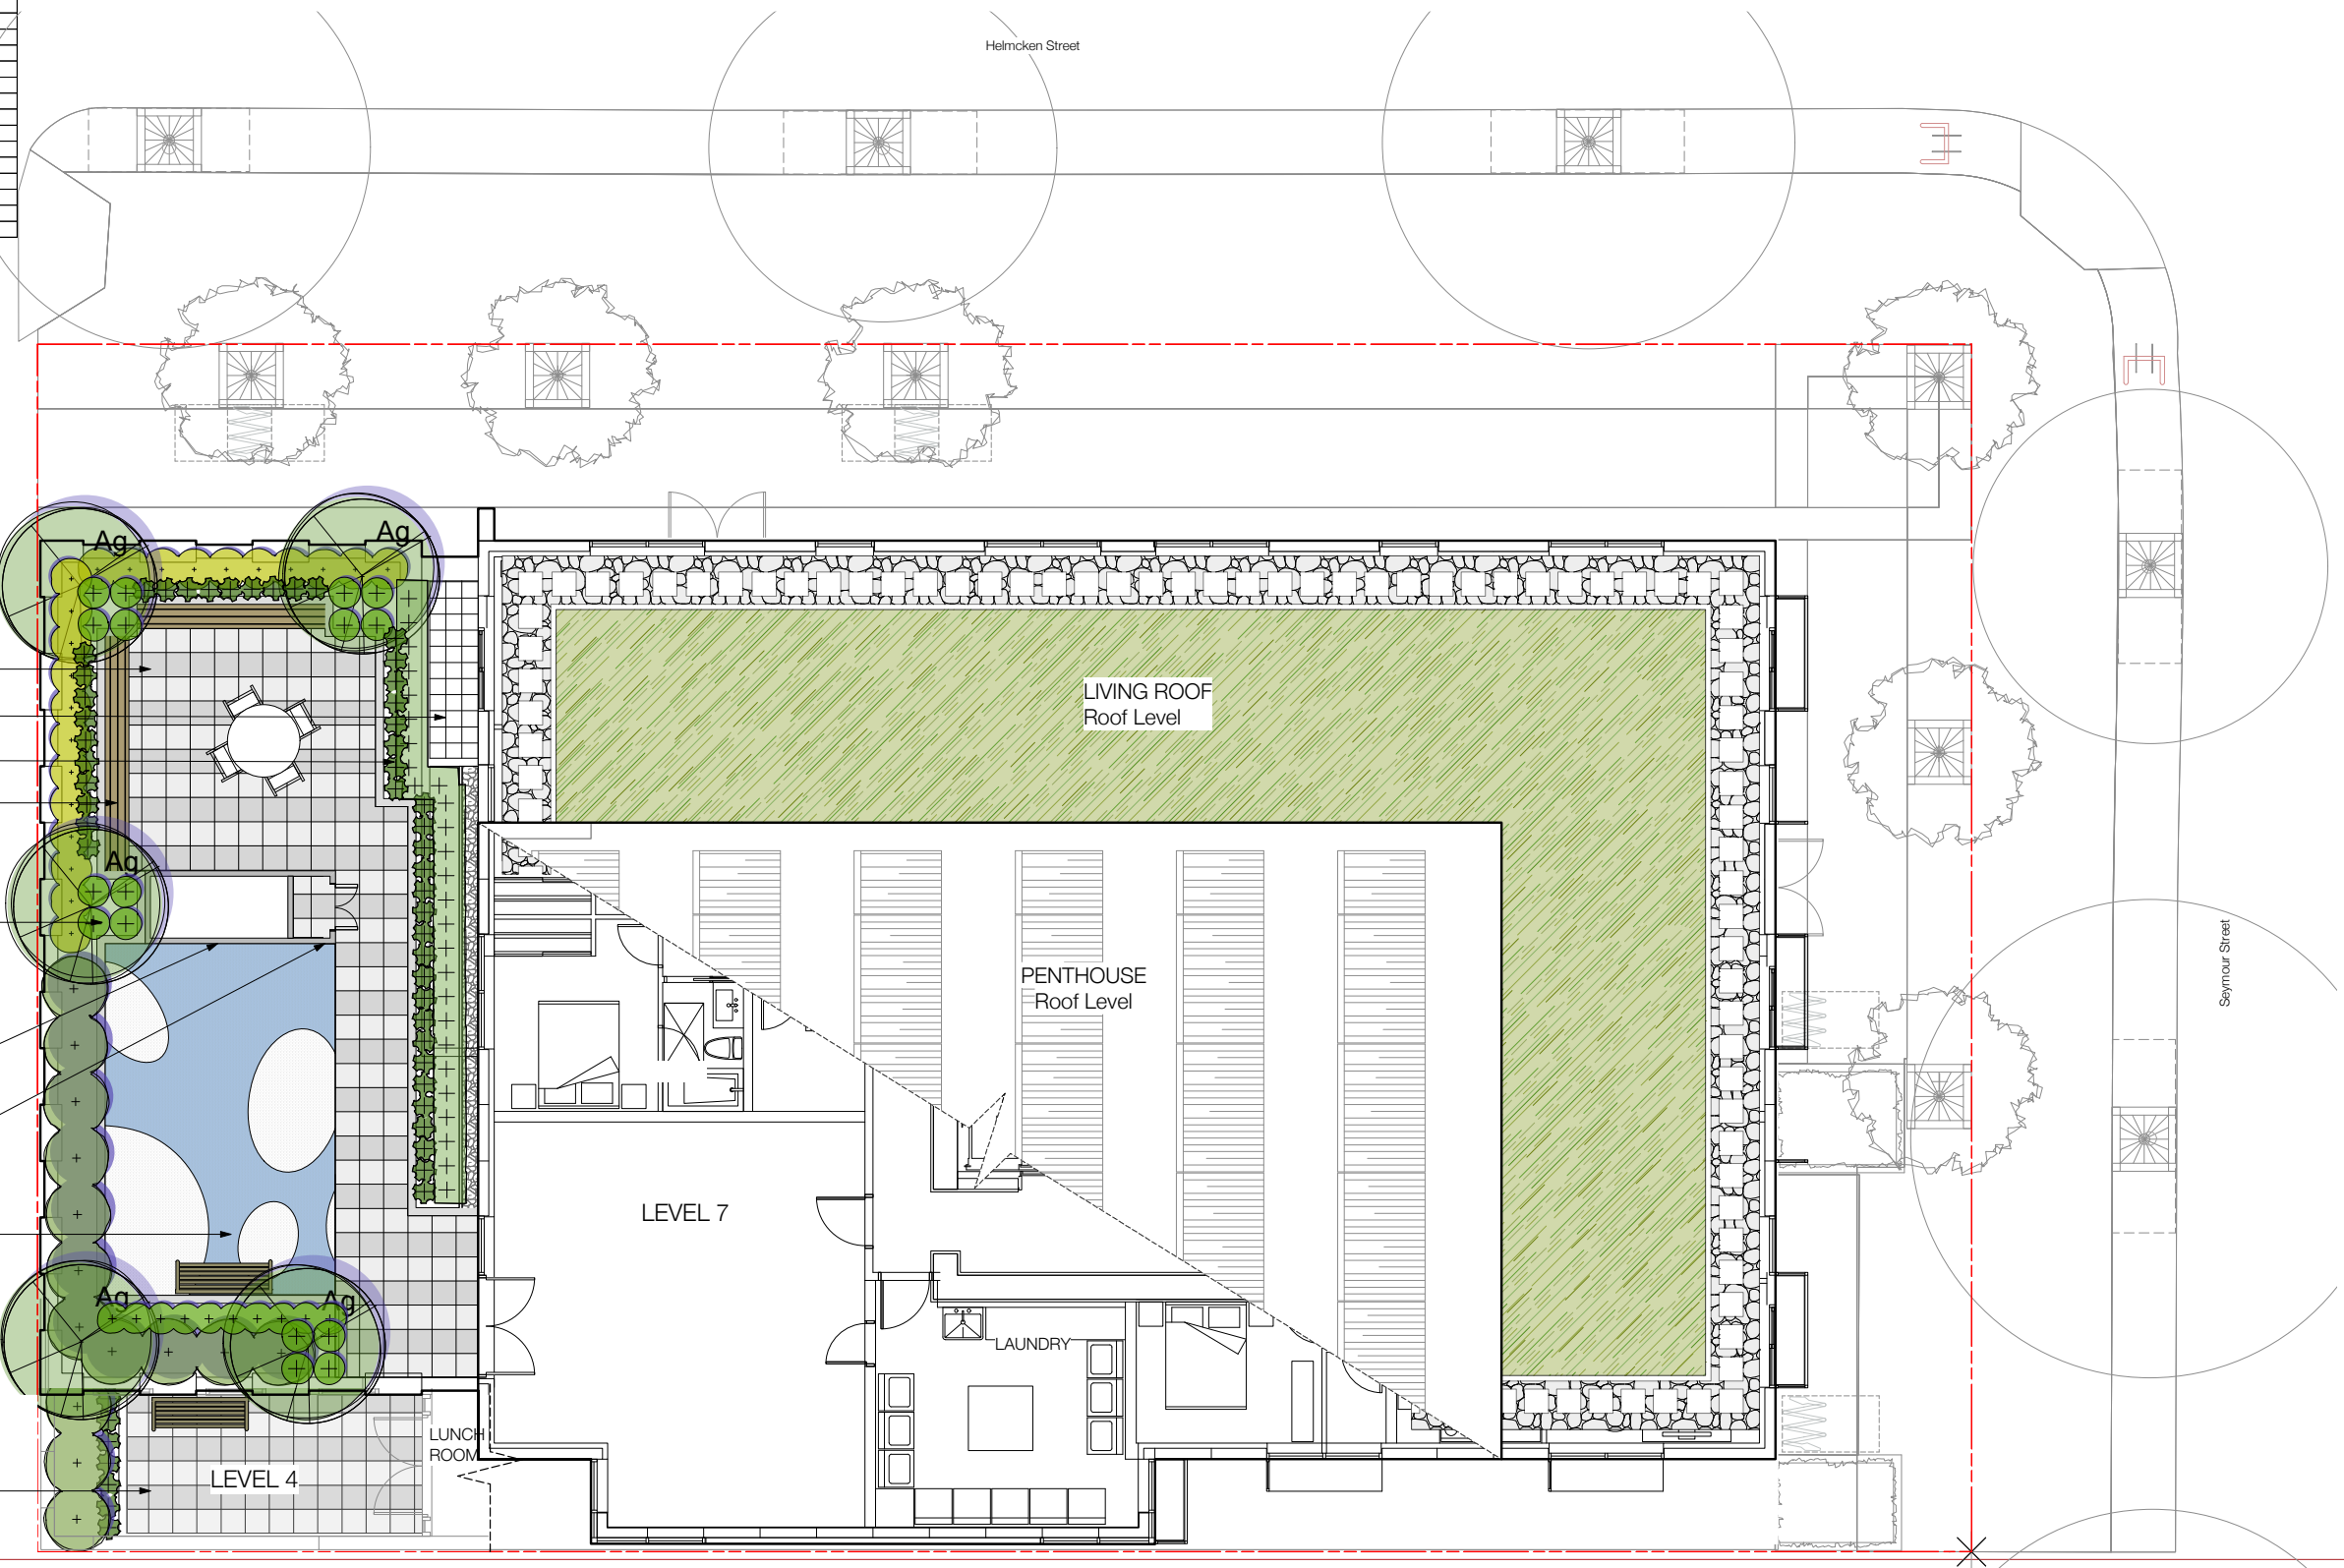 Helmcken Street
Ag
Ag
LIVING ROOF
Roof Level
Ag
PENTHOUSE
Roof Level
Seymour Street
LEVEL 7
Ag
Ag
LAUNDRY
LUNCH
ROOM
LEVEL 4